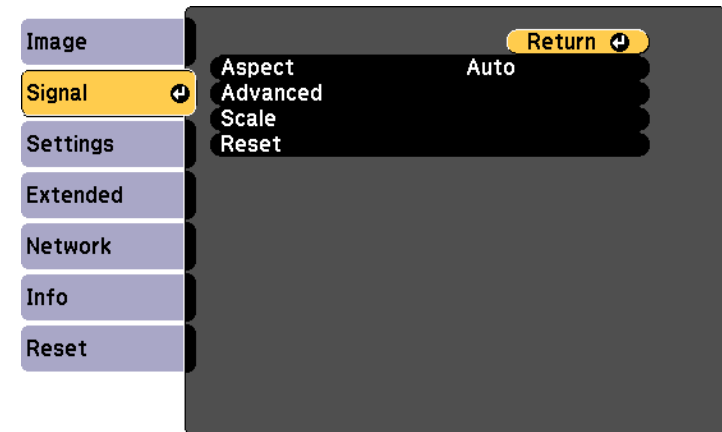 Image
Signal
Settings
Extended
Network
Info
Reset
Return
Aspect Auto
Advanced
Scale
Reset